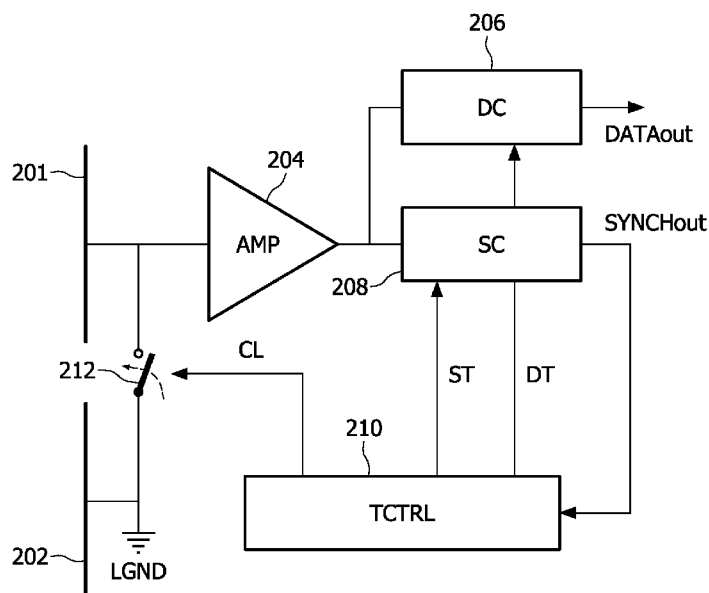 206
DC
DATAout
201
204
AMP
SYNCHout
SC
208
CL
212
ST
DT
210
TCTRL
202
LGND